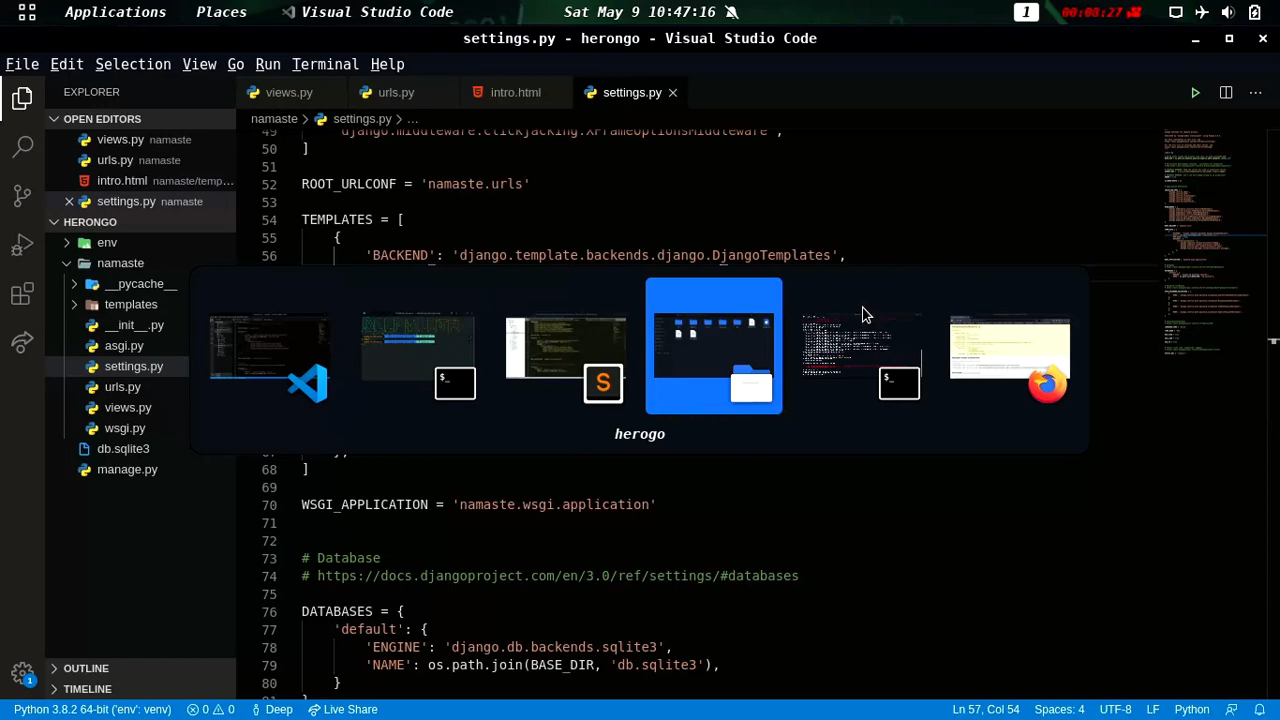 Applications Places Visual Studio Code Sat May 9 10:47:16 1 00:08:27
settings.py - herongo - Visual Studio Code
File Edit Selection View Go Run Terminal Help
EXPLORER
views.py urls.py intro.html settings.py
OPEN EDITORS
namaste > settings.py > ...
views.py namaste
urls.py namaste
intro.html namaste/temp...
settings.py namaste
HERONGO
env
namaste
__pycache__
templates
__init__.py
asgi.py
settings.py
urls.py
views.py
wsgi.py
db.sqlite3
manage.py
OUTLINE
TIMELINE
49 'django.middleware.clickjacking.XFrameOptionsMiddleware',
50 ]
51
52 ROOT_URLCONF = 'namaste.urls'
53
54 TEMPLATES = [
55 {
56 'BACKEND': 'django.template.backends.django.DjangoTemplates',
herogo
68 ]
69
70 WSGI_APPLICATION = 'namaste.wsgi.application'
71
72
73 # Database
74 # https://docs.djangoproject.com/en/3.0/ref/settings/#databases
75
76 DATABASES = {
77 'default': {
78 'ENGINE': 'django.db.backends.sqlite3',
79 'NAME': os.path.join(BASE_DIR, 'db.sqlite3'),
80 }
81 }
Python 3.8.2 64-bit ('env': venv) 0 0 Deep Live Share Ln 57, Col 54 Spaces: 4 UTF-8 LF Python